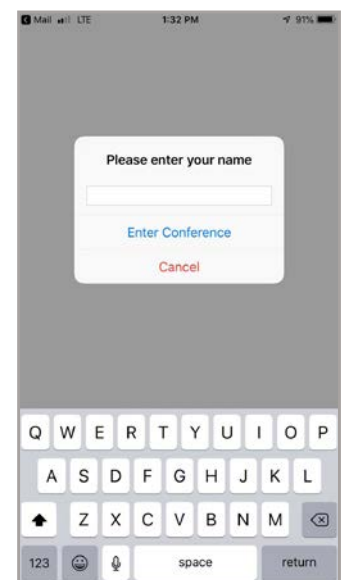 Mail LTE 1:32 PM 91%
Please enter your name
Enter Conference
Cancel
Q W E R T Y U I O P
A S D F G H J K L
Z X C V B N M
123 space return